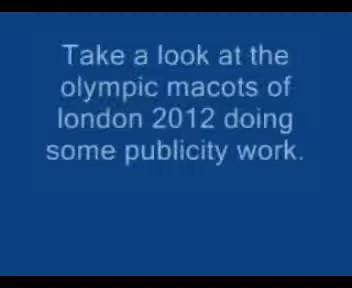 Take a look at the
olympic macots of
london 2012 doing
some publicity work.